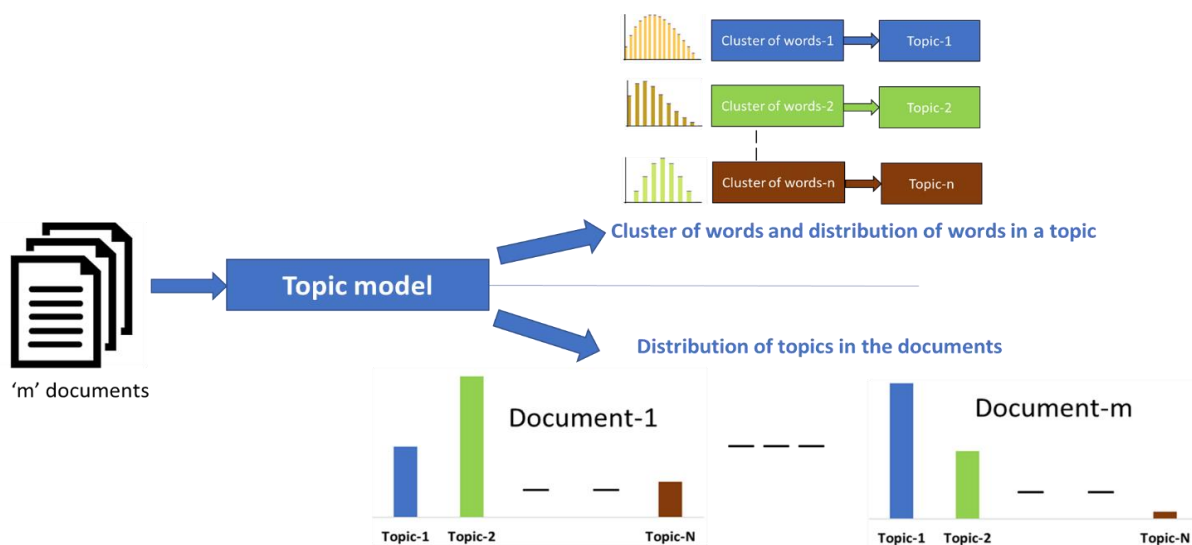 Cluster of words-1
Topic-1
Cluster of words-2
Topic-2
Cluster of words-n
Topic-n
Cluster of words and distribution of words in a topic
Topic model
'm' documents
Distribution of topics in the documents
Document-1
Topic-1
Topic-2
Topic-N
Document-m
Topic-1
Topic-2
Topic-N